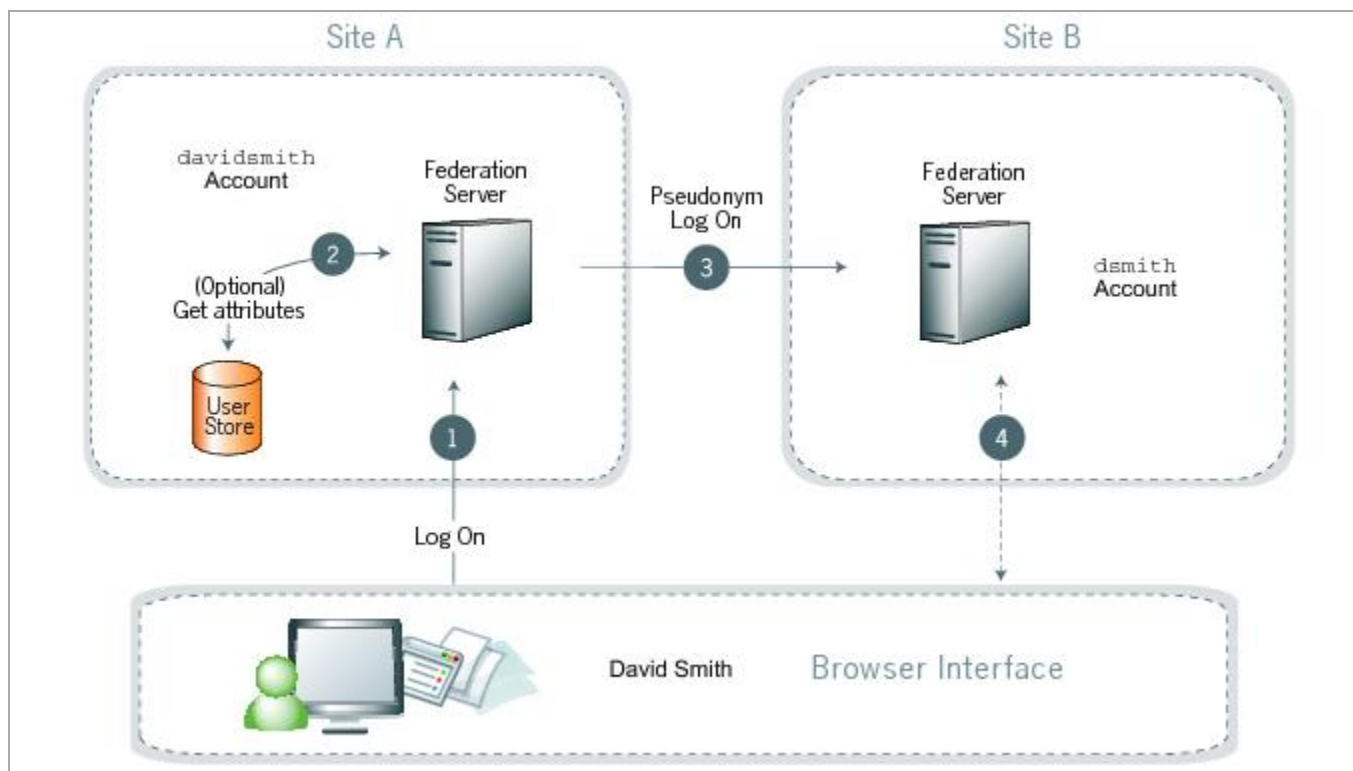 Site A
Site B
davidsmith
Account
Federation
Server
2
(Optional)
Get attributes
User
Store
1
Log On
Pseudonym
Log On
3
Federation
Server
dsmith
Account
4
David Smith
Browser Interface